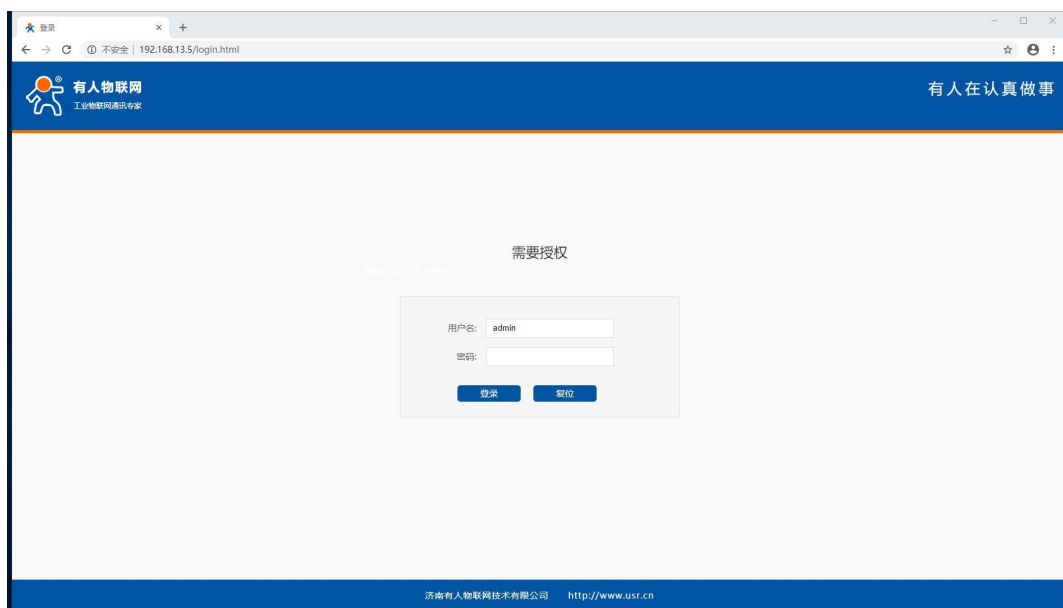 登录
不安全 | 192.168.13.5/login.html
有人物联网
®
工业物联网通讯专家
有人在认真做事
需要授权
用户名: admin
密码:
登录 复位
济南有人物联网技术有限公司 http://www.usr.cn